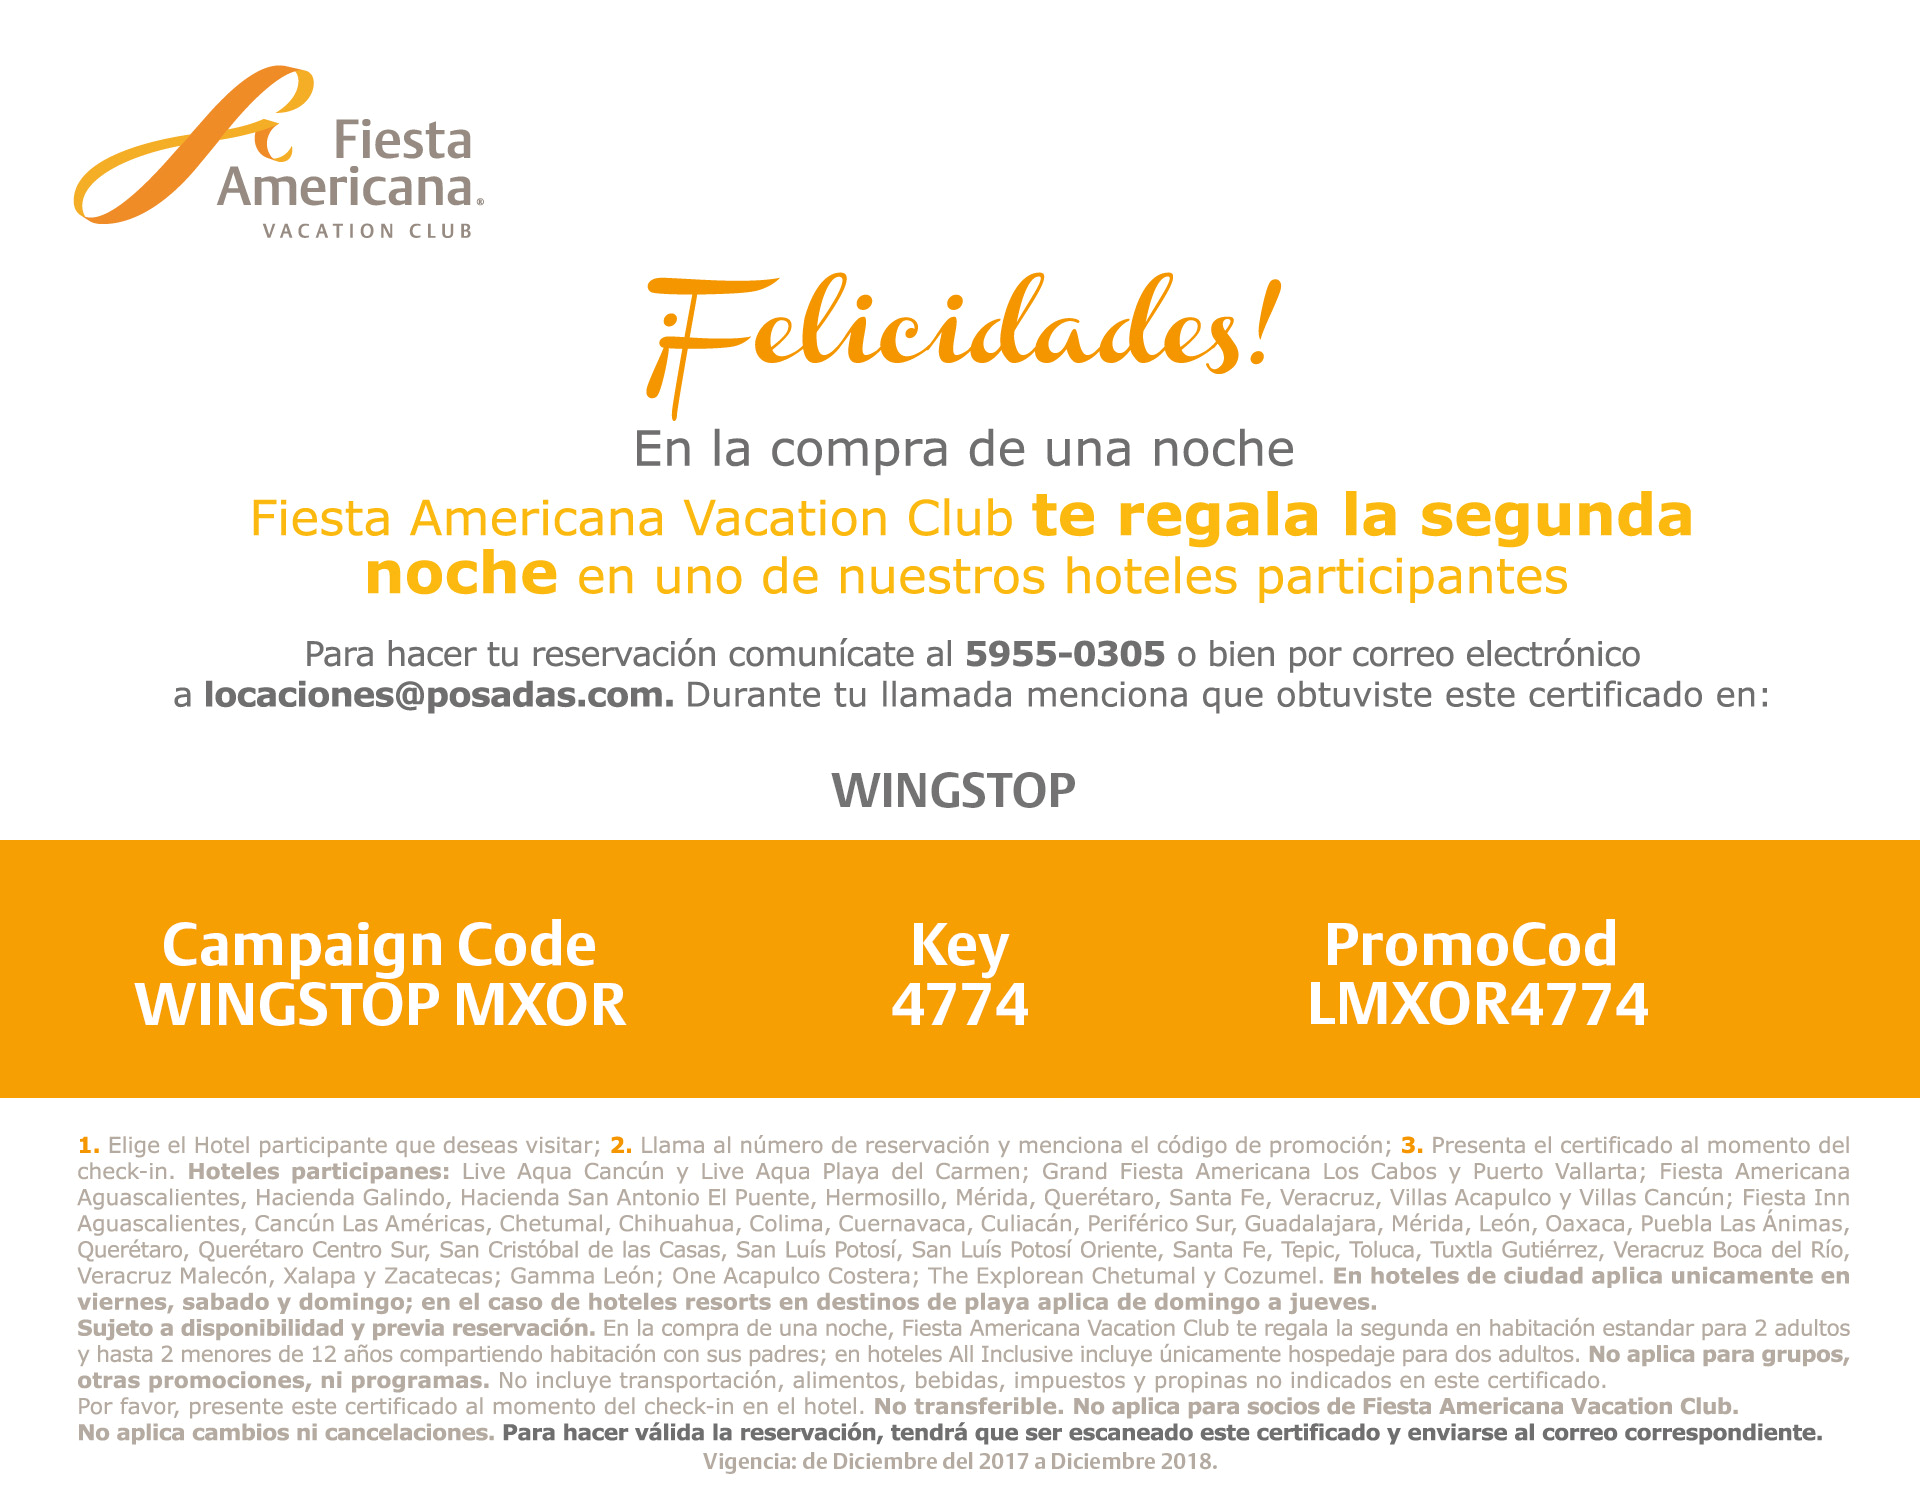 Fiesta
Americana®
VACATION CLUB
¡Felicidades!
En la compra de una noche
Fiesta Americana Vacation Club te regala la segunda
noche en uno de nuestros hoteles participantes
Para hacer tu reservación comunícate al 5955-0305 o bien por correo electrónico
a locaciones@posadas.com. Durante tu llamada menciona que obtuviste este certificado en:
WINGSTOP
Campaign Code
WINGSTOP MXOR
Key
4774
PromoCod
LMXOR4774
1. Elige el Hotel participante que deseas visitar; 2. Llama al número de reservación y menciona el código de promoción; 3. Presenta el certificado al momento del
check-in. Hoteles participanes: Live Aqua Cancún y Live Aqua Playa del Carmen; Grand Fiesta Americana Los Cabos y Puerto Vallarta; Fiesta Americana
Aguascalientes, Hacienda Galindo, Hacienda San Antonio El Puente, Hermosillo, Mérida, Querétaro, Santa Fe, Veracruz, Villas Acapulco y Villas Cancún; Fiesta Inn
Aguascalientes, Cancún Las Américas, Chetumal, Chihuahua, Colima, Cuernavaca, Culiacán, Periférico Sur, Guadalajara, Mérida, León, Oaxaca, Puebla Las Ánimas,
Querétaro, Querétaro Centro Sur, San Cristóbal de las Casas, San Luís Potosí, San Luís Potosí Oriente, Santa Fe, Tepic, Toluca, Tuxtla Gutiérrez, Veracruz Boca del Río,
Veracruz Malecón, Xalapa y Zacatecas; Gamma León; One Acapulco Costera; The Explorean Chetumal y Cozumel. En hoteles de ciudad aplica unicamente en
viernes, sabado y domingo; en el caso de hoteles resorts en destinos de playa aplica de domingo a jueves.
Sujeto a disponibilidad y previa reservación. En la compra de una noche, Fiesta Americana Vacation Club te regala la segunda en habitación estandar para 2 adultos
y hasta 2 menores de 12 años compartiendo habitación con sus padres; en hoteles All Inclusive incluye únicamente hospedaje para dos adultos. No aplica para grupos,
otras promociones, ni programas. No incluye transportación, alimentos, bebidas, impuestos y propinas no indicados en este certificado.
Por favor, presente este certificado al momento del check-in en el hotel. No transferible. No aplica para socios de Fiesta Americana Vacation Club.
No aplica cambios ni cancelaciones. Para hacer válida la reservación, tendrá que ser escaneado este certificado y enviarse al correo correspondiente.
Vigencia: de Diciembre del 2017 a Diciembre 2018.